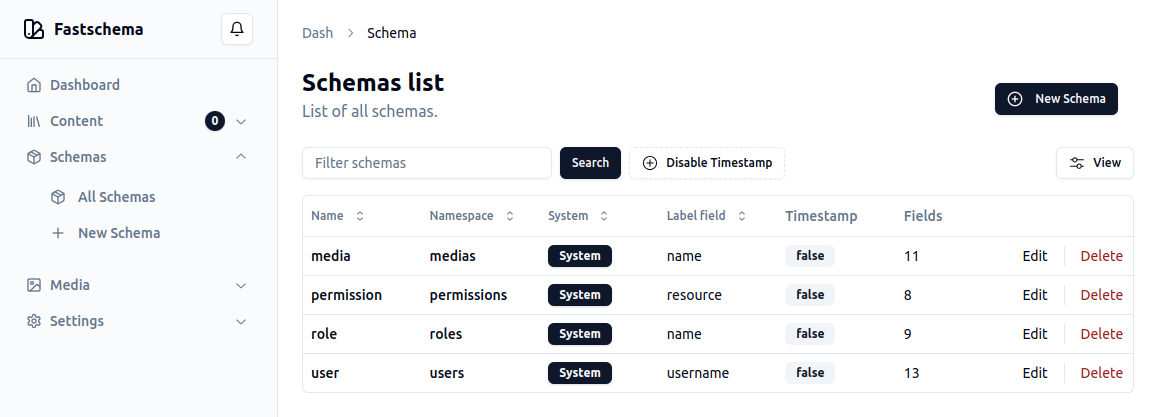 Fastschema
Dashboard
Content 0
Schemas
All Schemas
New Schema
Media
Settings
Dash Schema
Schemas list
List of all schemas.
New Schema
Filter schemas Search Disable Timestamp View
Name Namespace System Label field Timestamp Fields
media medias System name false 11 Edit Delete
permission permissions System resource false 8 Edit Delete
role roles System name false 9 Edit Delete
user users System username false 13 Edit Delete